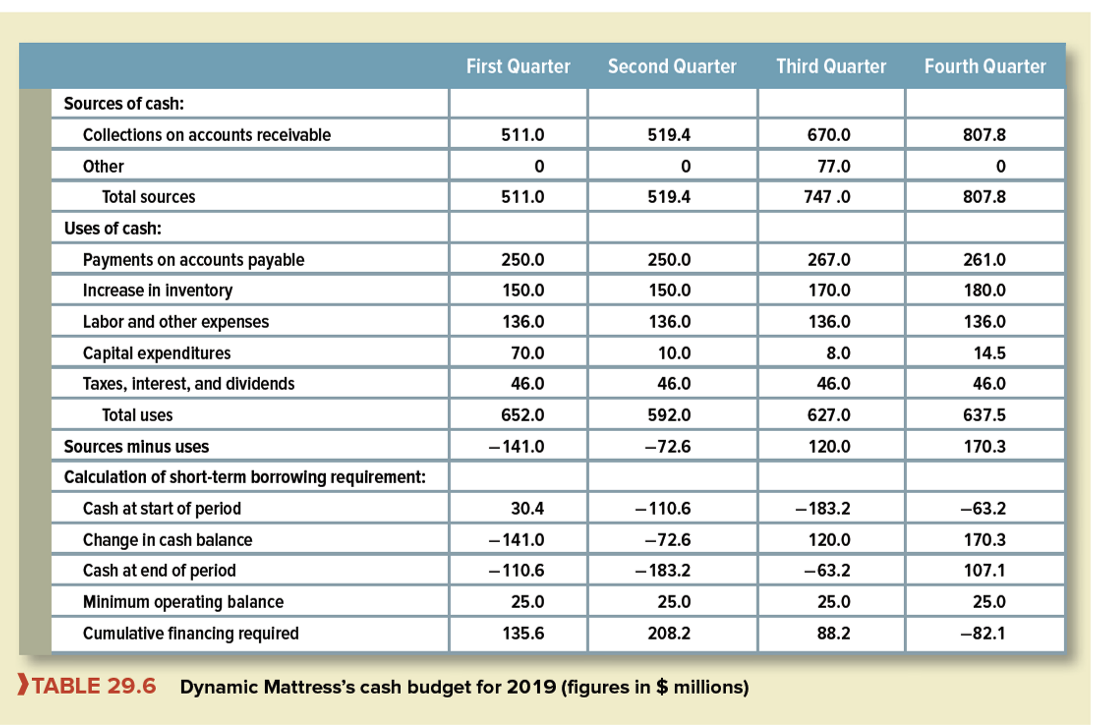 First Quarter Second Quarter Third Quarter Fourth Quarter
Sources of cash:
Collections on accounts receivable 511.0 519.4 670.0 807.8
Other 0 0 77.0 0
Total sources 511.0 519.4 747 .0 807.8
Uses of cash:
Payments on accounts payable 250.0 250.0 267.0 261.0
Increase in inventory 150.0 150.0 170.0 180.0
Labor and other expenses 136.0 136.0 136.0 136.0
Capital expenditures 70.0 10.0 8.0 14.5
Taxes, interest, and dividends 46.0 46.0 46.0 46.0
Total uses 652.0 592.0 627.0 637.5
Sources minus uses −141.0 −72.6 120.0 170.3
Calculation of short-term borrowing requirement:
Cash at start of period 30.4 −110.6 −183.2 −63.2
Change in cash balance −141.0 −72.6 120.0 170.3
Cash at end of period −110.6 −183.2 −63.2 107.1
Minimum operating balance 25.0 25.0 25.0 25.0
Cumulative financing required 135.6 208.2 88.2 −82.1
TABLE 29.6 Dynamic Mattress's cash budget for 2019 (figures in $ millions)